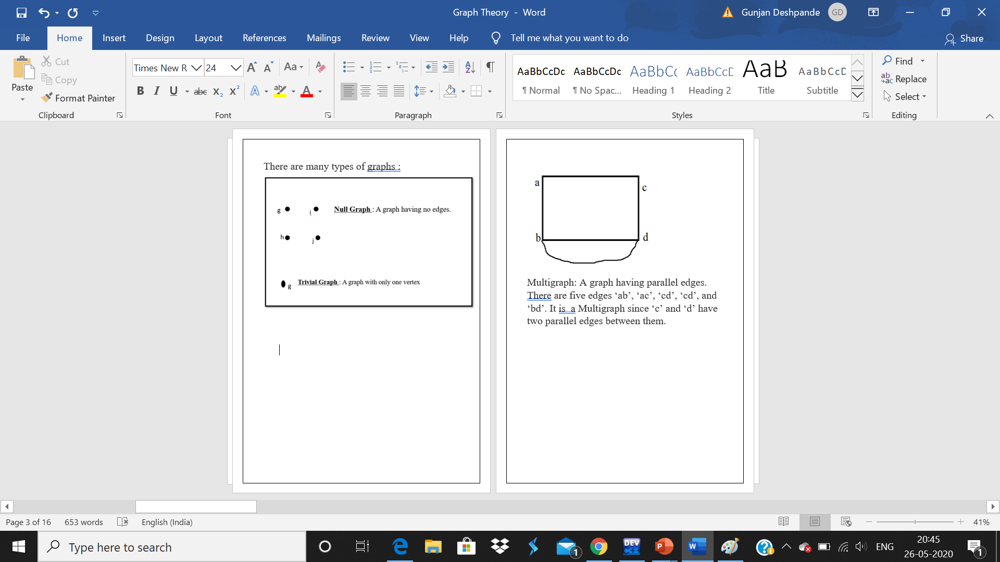 Graph Theory - Word
Gunjan Deshpande
GD
File Home Insert Design Layout References Mailings Review View Help Tell me what you want to do
Share
Paste
Cut
Copy
Format Painter
Clipboard
Times New R 24
Font
Paragraph
AaBbCcDc AaBbCcDc AaBbCc AaBbCcD AaB AaBbCcD
¶ Normal ¶ No Spac... Heading 1 Heading 2 Title Subtitle
Styles
Find
Replace
Select
Editing
There are many types of graphs :
g i Null Graph : A graph having no edges.
h j
g Trivial Graph : A graph with only one vertex
a c
b d
Multigraph: A graph having parallel edges.
There are five edges ‘ab’, ‘ac’, ‘cd’, ‘cd’, and
‘bd’. It is a Multigraph since ‘c’ and ‘d’ have
two parallel edges between them.
Page 3 of 16 653 words English (India)
41%
Type here to search
DEV C++
ENG
20:45
26-05-2020
1